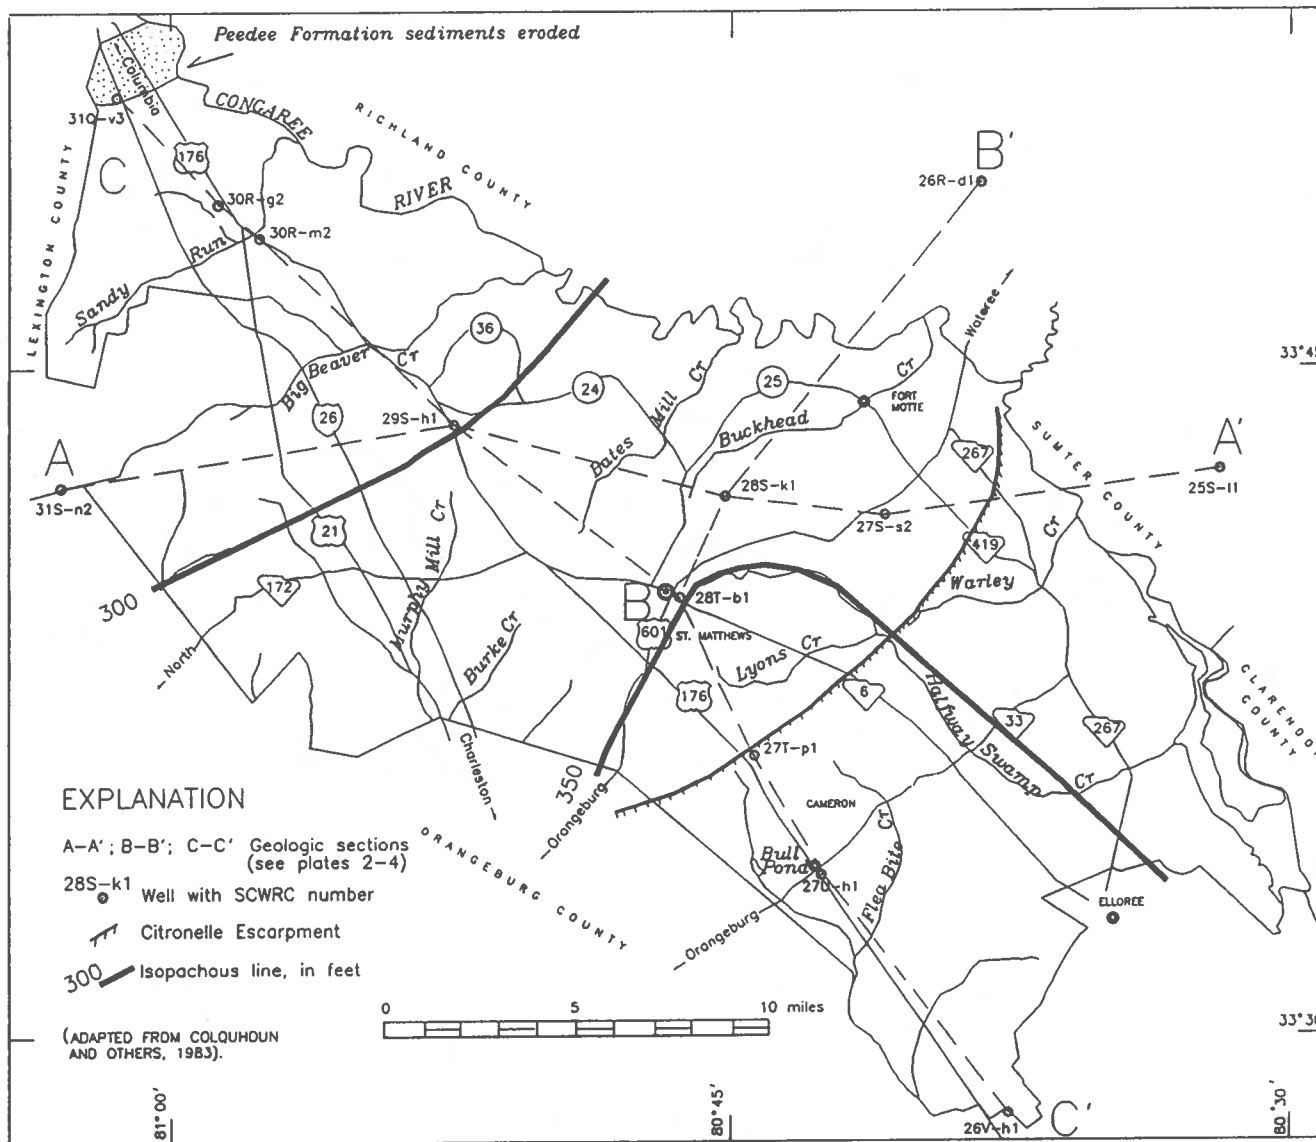 Peedee Formation sediments eroded
Columbia
31Q-v3
CONGAREE
RIVER
RICHLAND COUNTY
LEXINGTON COUNTY
C
176
30R-g2
30R-m2
Sandy Run
B'
26R-d1
Wateree
33°45
36
Big Beaver Cr
24
Bates Mill Cr
25
Buckhead Cr
FORT MOTTE
26
29S-h1
A
31S-n2
28S-k1
27S-s2
267
SUMTER COUNTY
A'
25S-l1
21
Murphy Mill Cr
419
Warley Cr
300
172
North
Burke Cr
B
28T-b1
601
ST. MATTHEWS
Lyons Cr
176
6
Halfway Swamp Cr
33
267
CLARENDON COUNTY
27T-p1
350
Orangeburg
Charleston
CAMERON
Bull Pond
27U-h1
Flea Bite Cr
Orangeburg
ELLOREE
ORANGEBURG COUNTY
EXPLANATION
A-A'; B-B'; C-C' Geologic sections
(see plates 2-4)
28S-k1
Well with SCWRC number
Citronelle Escarpment
300
Isopachous line, in feet
(ADAPTED FROM COLQUHOUN
AND OTHERS, 1983).
0 5 10 miles
33°30
26V-h1
C'
81°00'
80°45'
80°30'